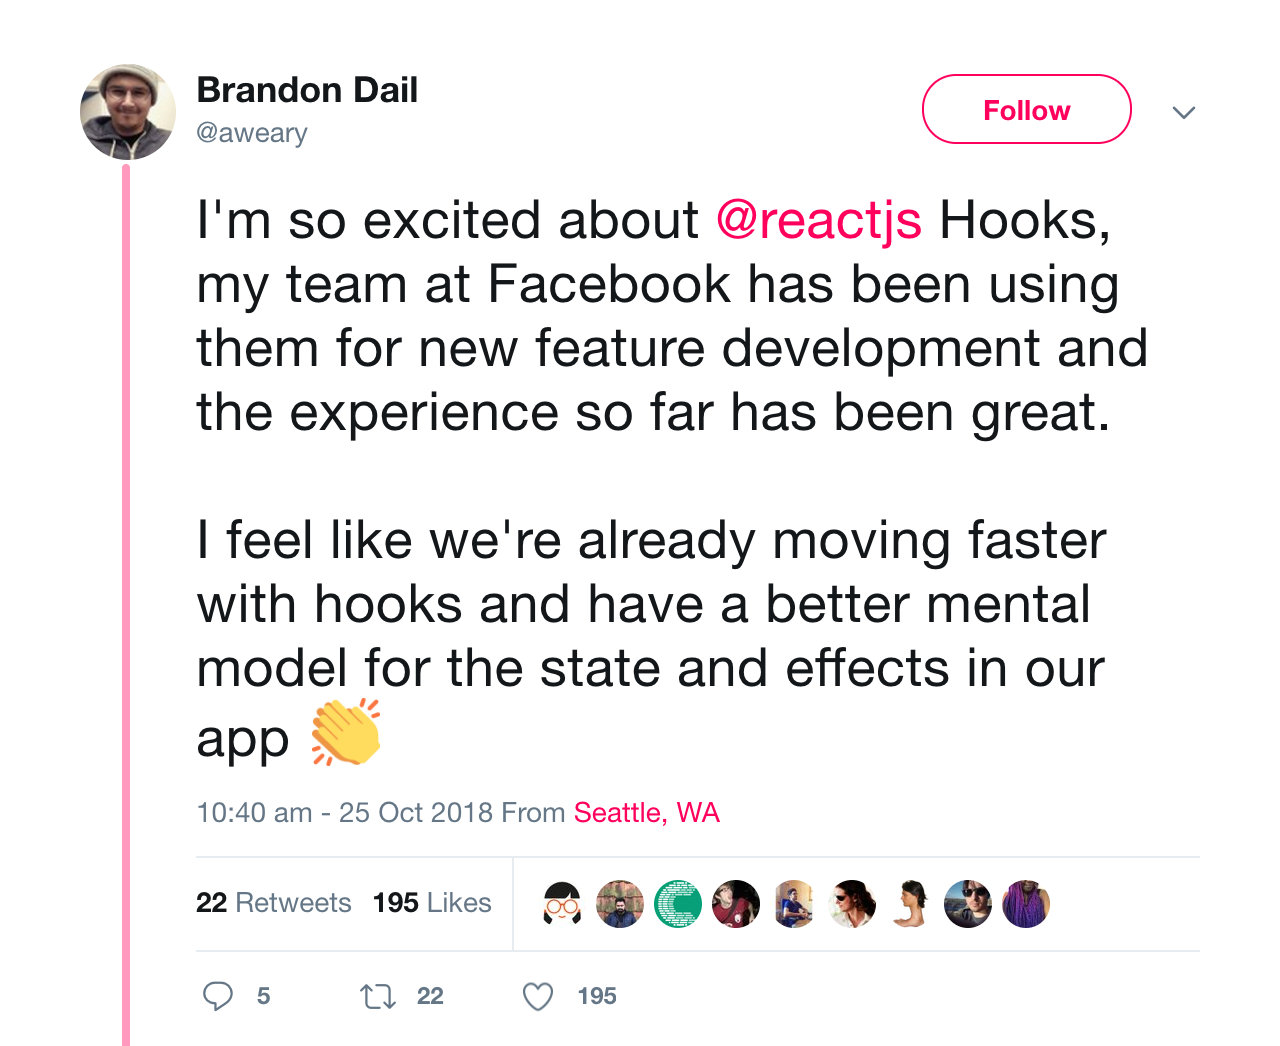 Brandon Dail
@aweary
Follow
I'm so excited about @reactjs Hooks,
my team at Facebook has been using
them for new feature development and
the experience so far has been great.
I feel like we're already moving faster
with hooks and have a better mental
model for the state and effects in our
app 👏
10:40 am - 25 Oct 2018 From Seattle, WA
22 Retweets 195 Likes
5 22 195